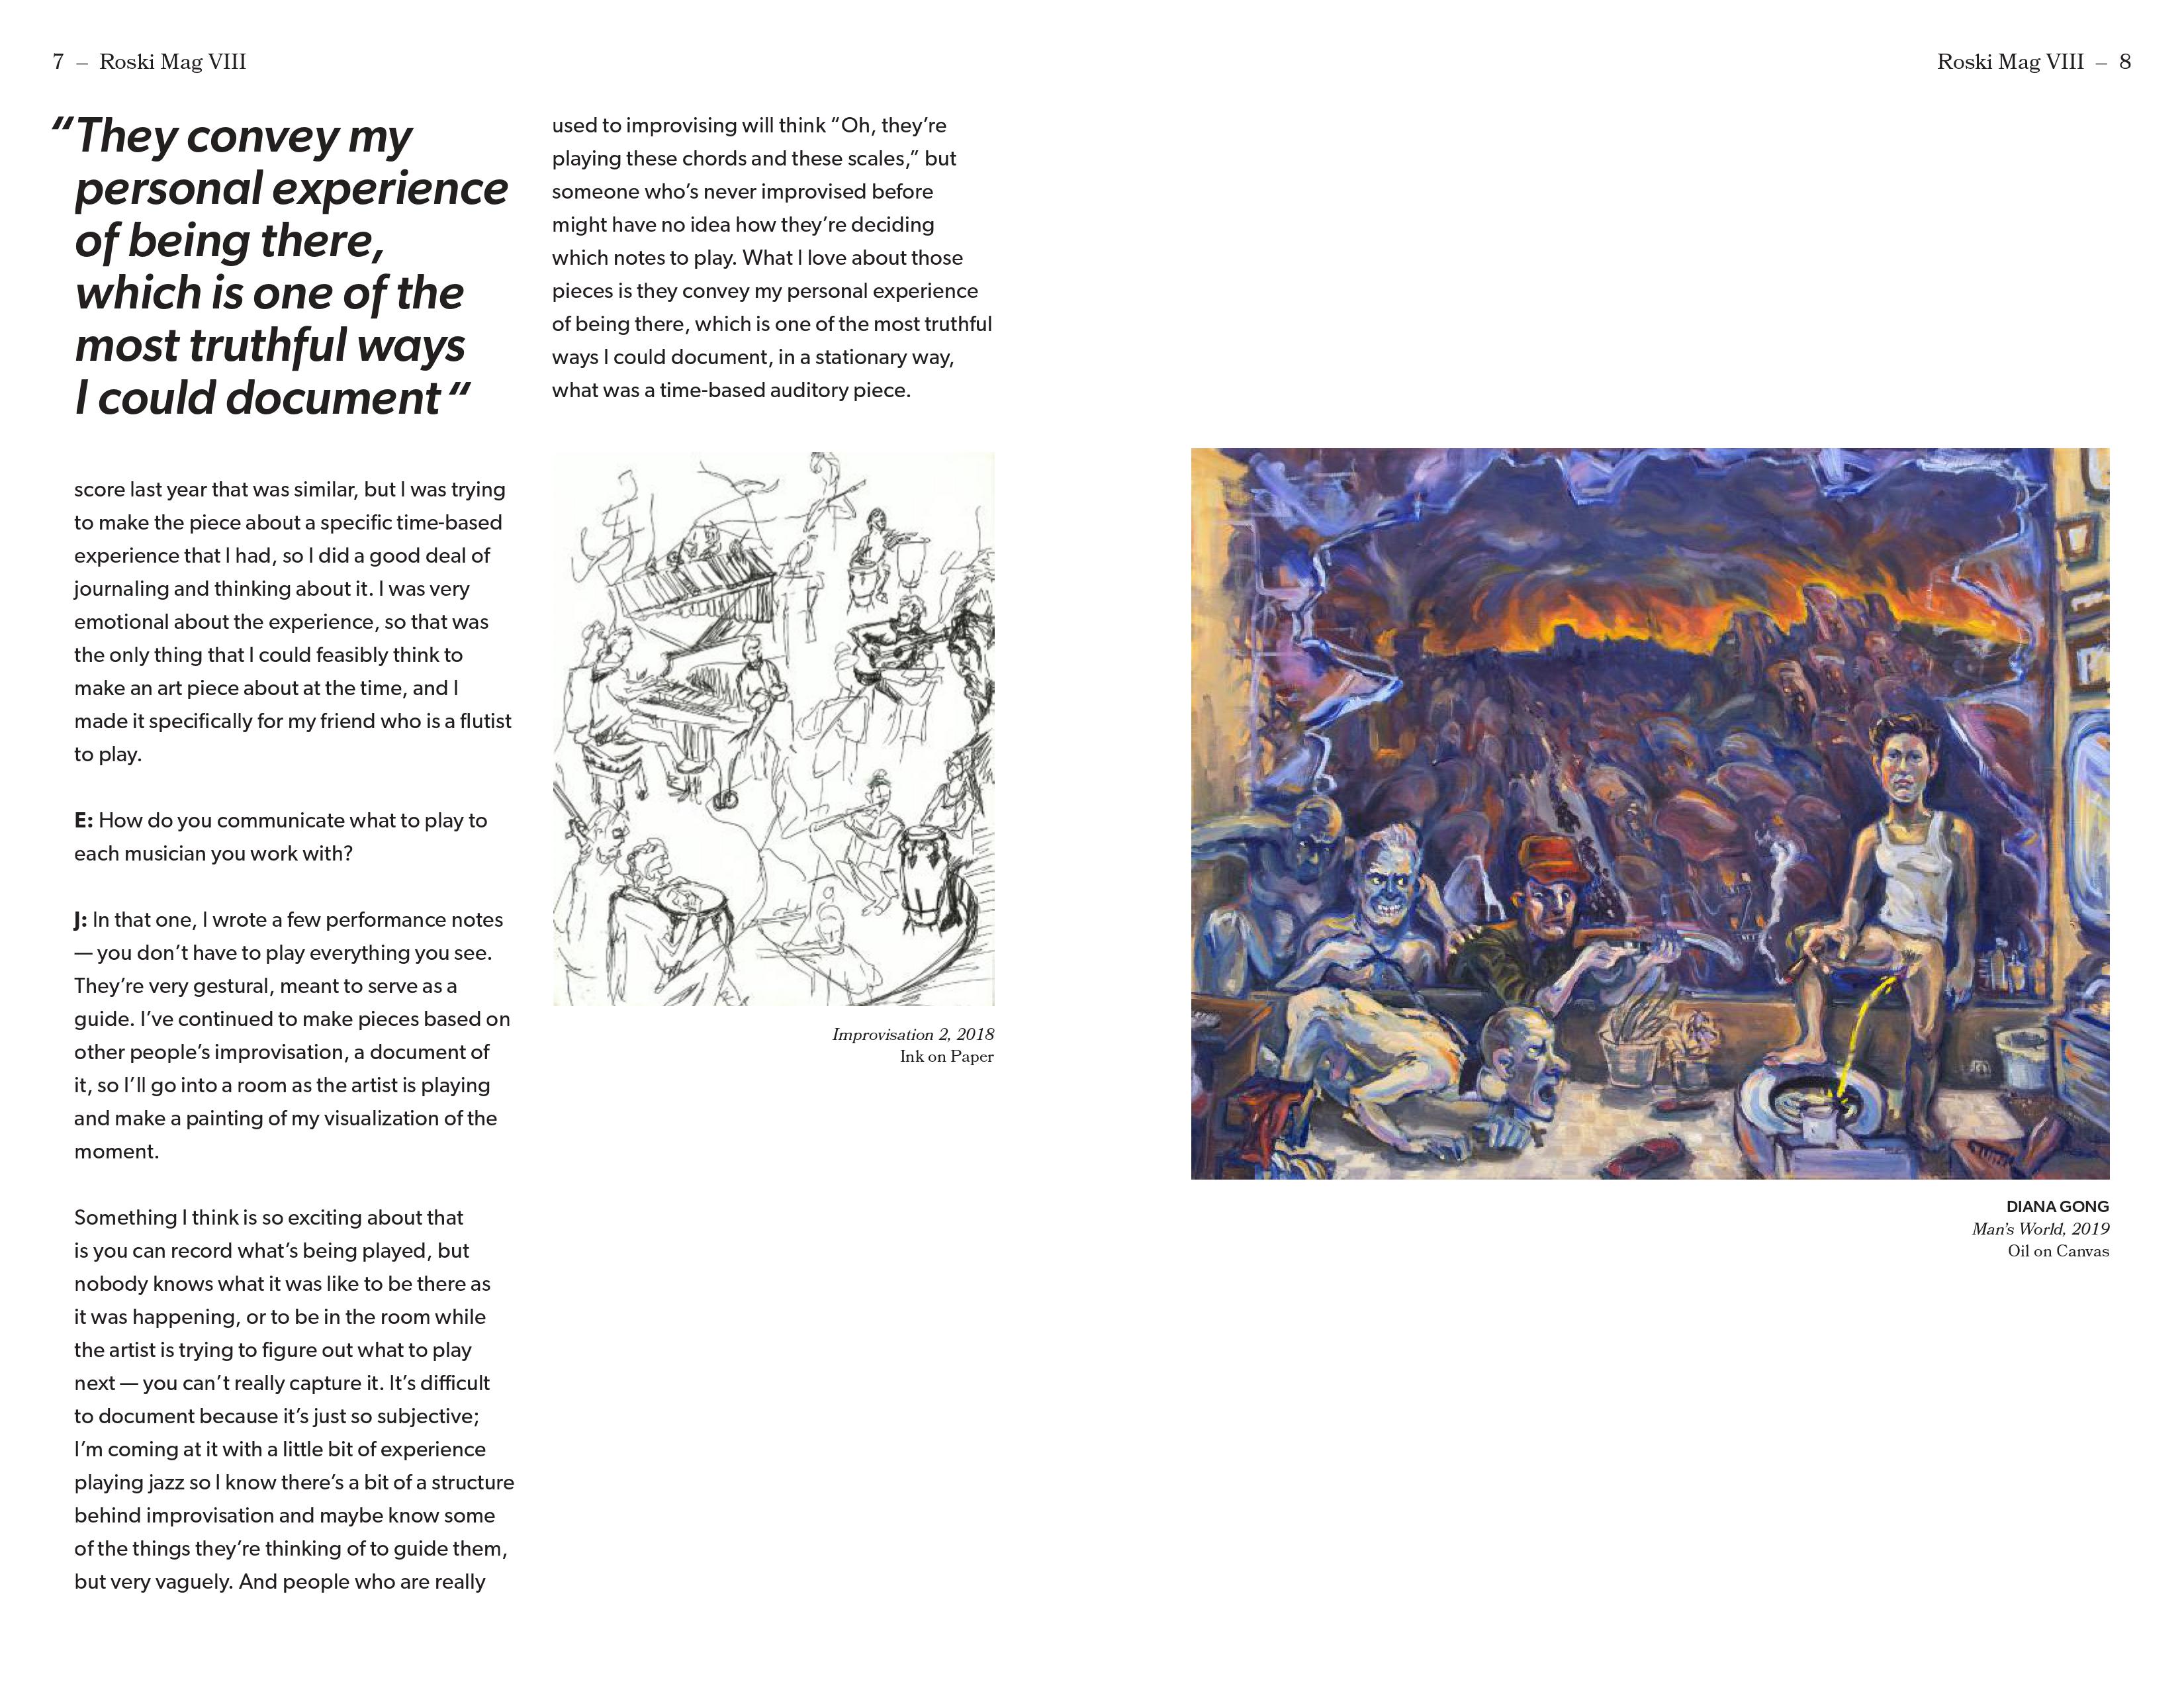 7 – Roski Mag VIII
“They convey my
personal experience
of being there,
which is one of the
most truthful ways
I could document“
score last year that was similar, but I was trying
to make the piece about a specific time-based
experience that I had, so I did a good deal of
journaling and thinking about it. I was very
emotional about the experience, so that was
the only thing that I could feasibly think to
make an art piece about at the time, and I
made it specifically for my friend who is a flutist
to play.
E: How do you communicate what to play to
each musician you work with?
J: In that one, I wrote a few performance notes
— you don’t have to play everything you see.
They’re very gestural, meant to serve as a
guide. I’ve continued to make pieces based on
other people’s improvisation, a document of
it, so I’ll go into a room as the artist is playing
and make a painting of my visualization of the
moment.
Something I think is so exciting about that
is you can record what’s being played, but
nobody knows what it was like to be there as
it was happening, or to be in the room while
the artist is trying to figure out what to play
next — you can’t really capture it. It’s difficult
to document because it’s just so subjective;
I’m coming at it with a little bit of experience
playing jazz so I know there’s a bit of a structure
behind improvisation and maybe know some
of the things they’re thinking of to guide them,
but very vaguely. And people who are really
used to improvising will think “Oh, they’re
playing these chords and these scales,” but
someone who’s never improvised before
might have no idea how they’re deciding
which notes to play. What I love about those
pieces is they convey my personal experience
of being there, which is one of the most truthful
ways I could document, in a stationary way,
what was a time-based auditory piece.
Improvisation 2, 2018
Ink on Paper
Roski Mag VIII – 8
DIANA GONG
Man’s World, 2019
Oil on Canvas